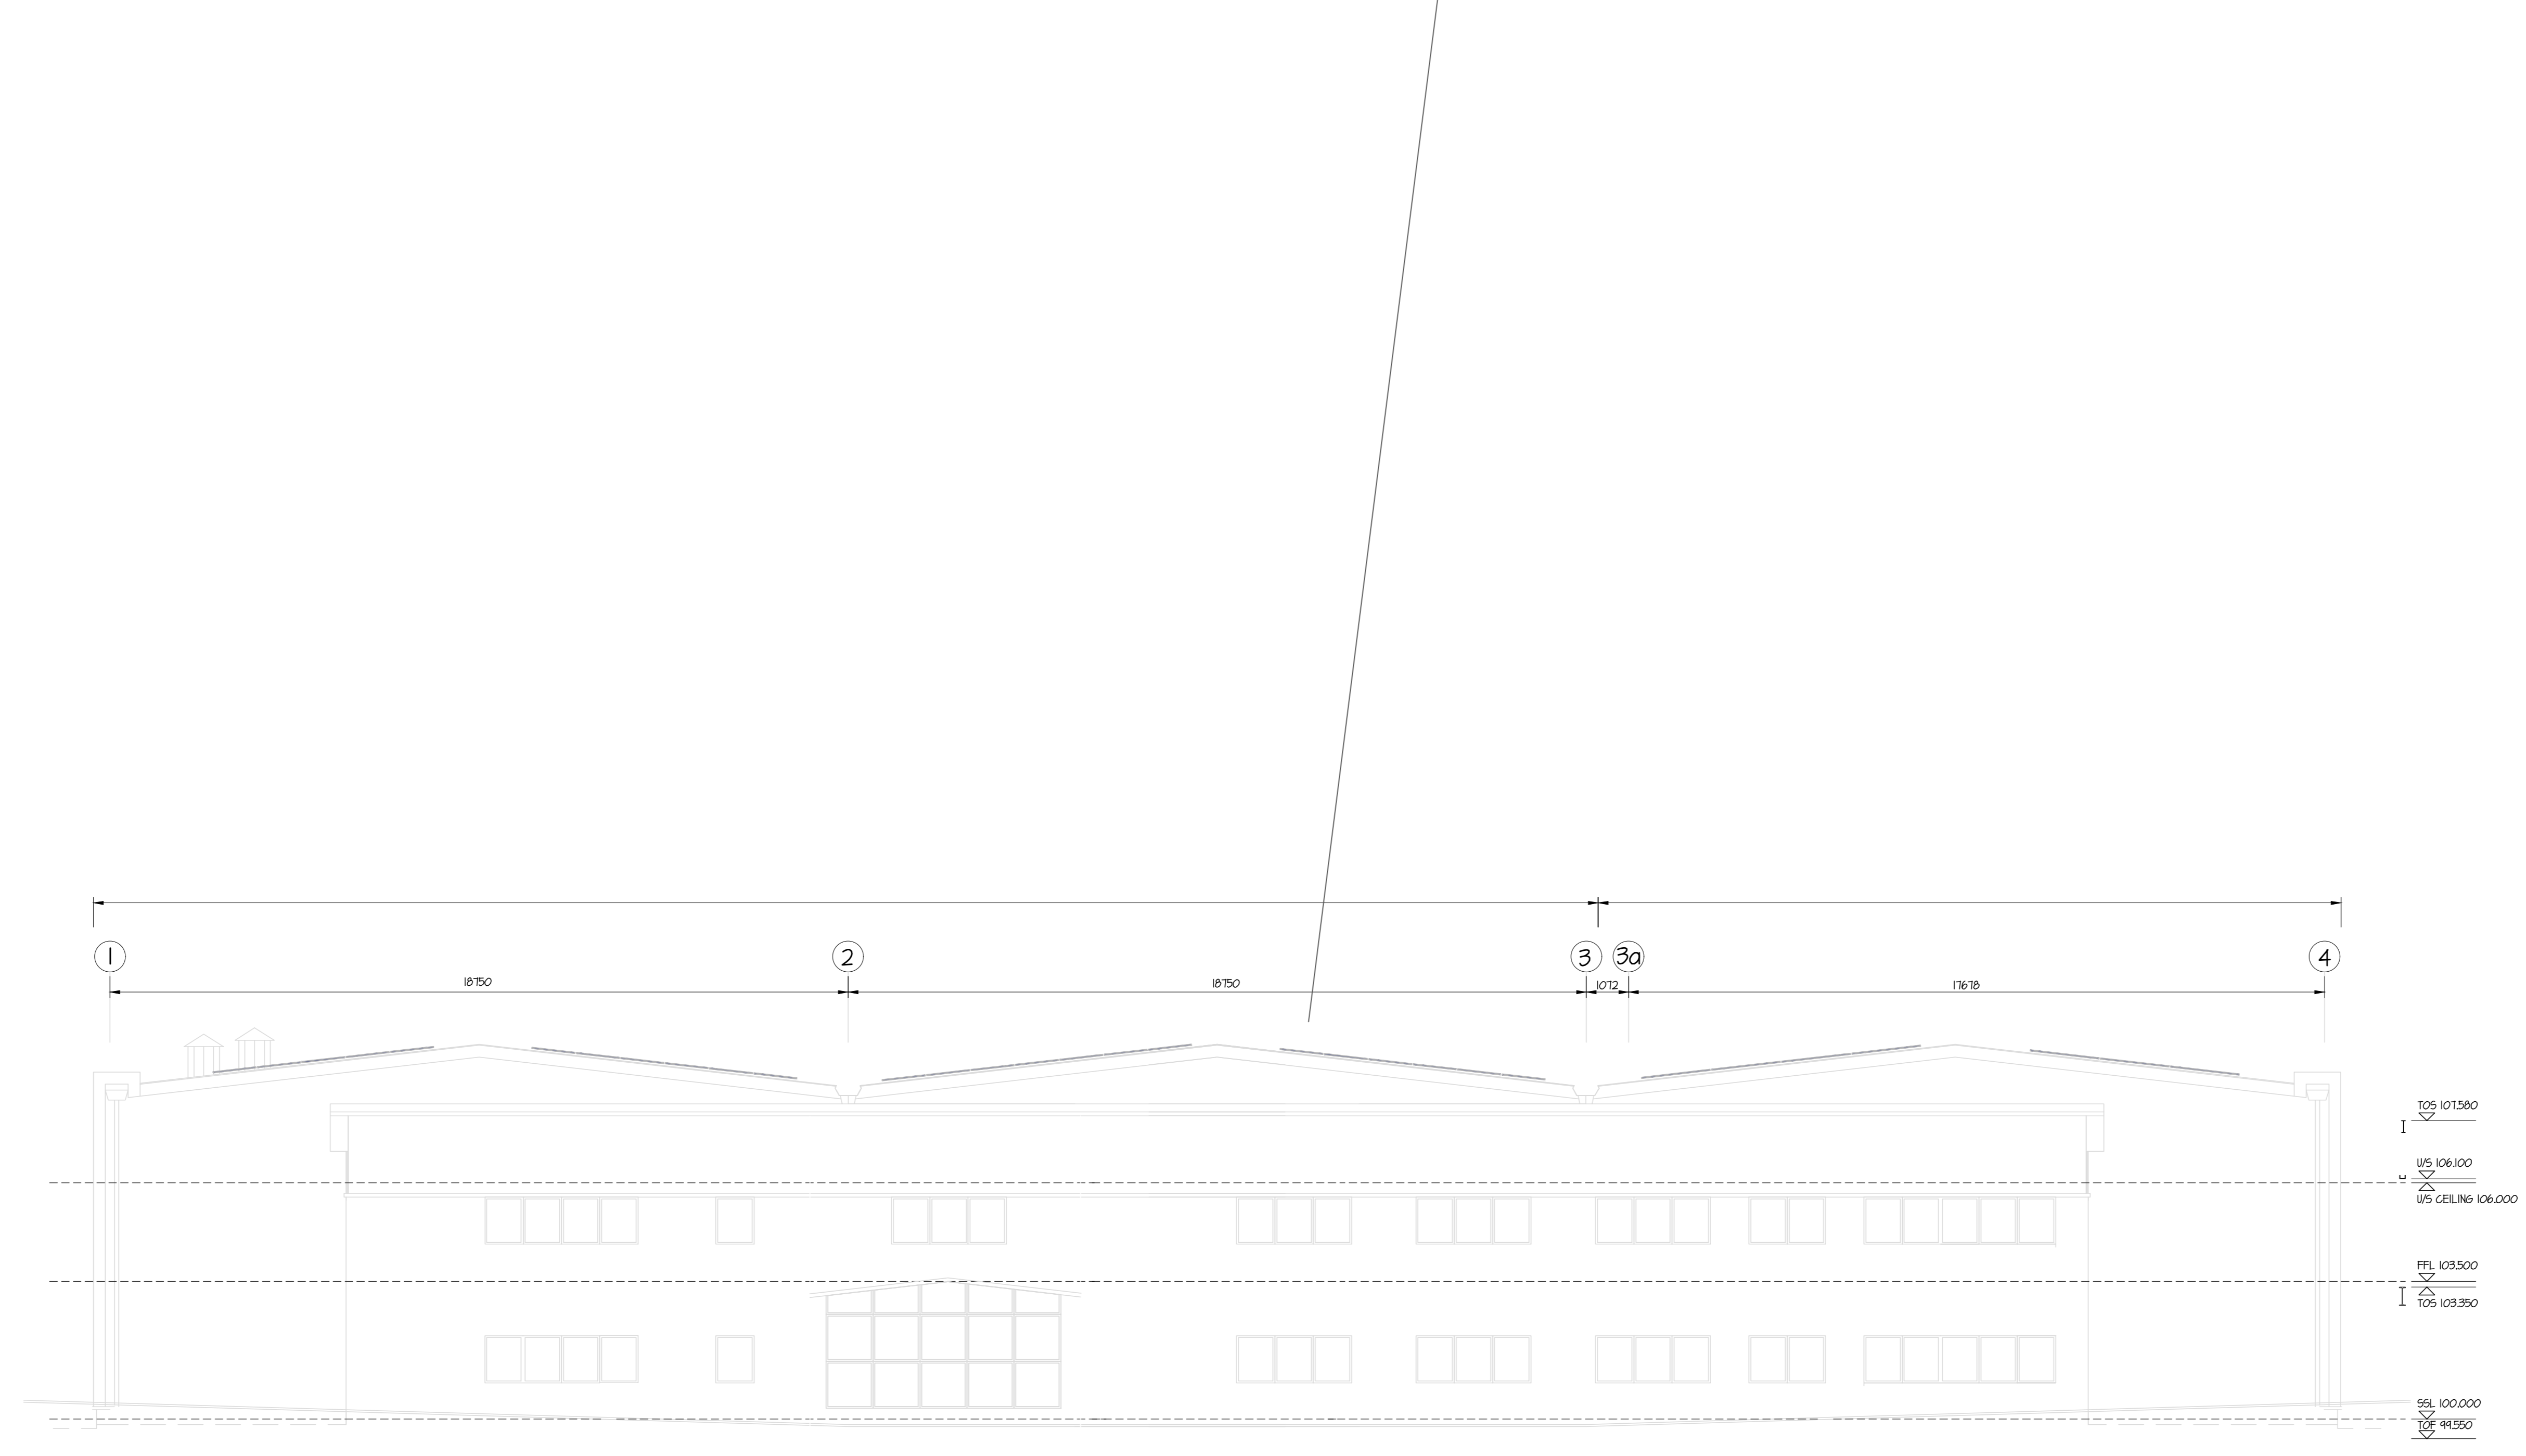 1
2
3
3a
4
18750
18750
1072
17678
TOS 107.580
U/S 106.100
U/S CEILING 106.000
FFL 103.500
TOS 103.350
SSL 100.000
TOF 99.550